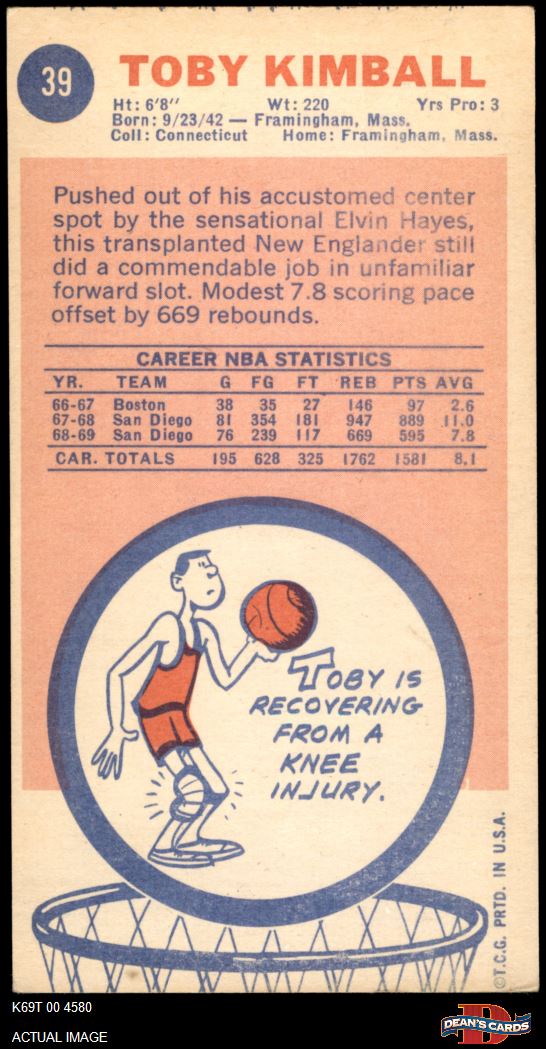 39
TOBY KIMBALL
Ht: 6'8" Wt: 220 Yrs Pro: 3
Born: 9/23/42 — Framingham, Mass.
Coll: Connecticut Home: Framingham, Mass.
Pushed out of his accustomed center
spot by the sensational Elvin Hayes,
this transplanted New Englander still
did a commendable job in unfamiliar
forward slot. Modest 7.8 scoring pace
offset by 669 rebounds.
CAREER NBA STATISTICS
YR. TEAM G FG FT REB PTS AVG
66-67 Boston 38 35 27 146 97 2.6
67-68 San Diego 81 354 181 947 889 11.0
68-69 San Diego 76 239 117 669 595 7.8
CAR. TOTALS 195 628 325 1762 1581 8.1
TOBY IS
RECOVERING
FROM A
KNEE
INJURY.
©T.C.G. PRTD. IN U.S.A.
K69T 00 4580
ACTUAL IMAGE
DEAN'S CARDS